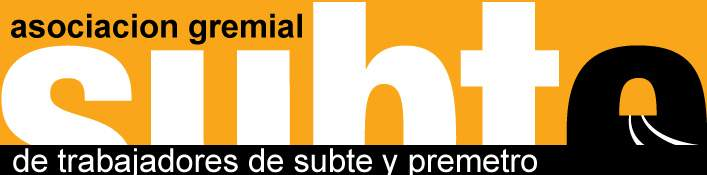 asociacion gremial
subte
de trabajadores de subte y premetro